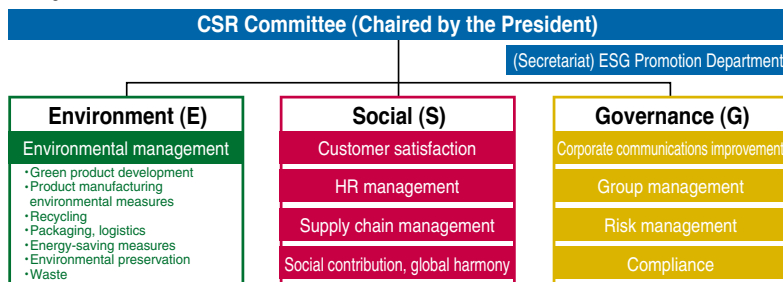 CSR Committee (Chaired by the President)
(Secretariat) ESG Promotion Department
Environment (E)
Environmental management
・Green product development
・Product manufacturing
environmental measures
・Recycling
・Packaging, logistics
・Energy-saving measures
・Environmental preservation
・Waste
Social (S)
Customer satisfaction
HR management
Supply chain management
Social contribution, global harmony
Governance (G)
Corporate communications improvement
Group management
Risk management
Compliance